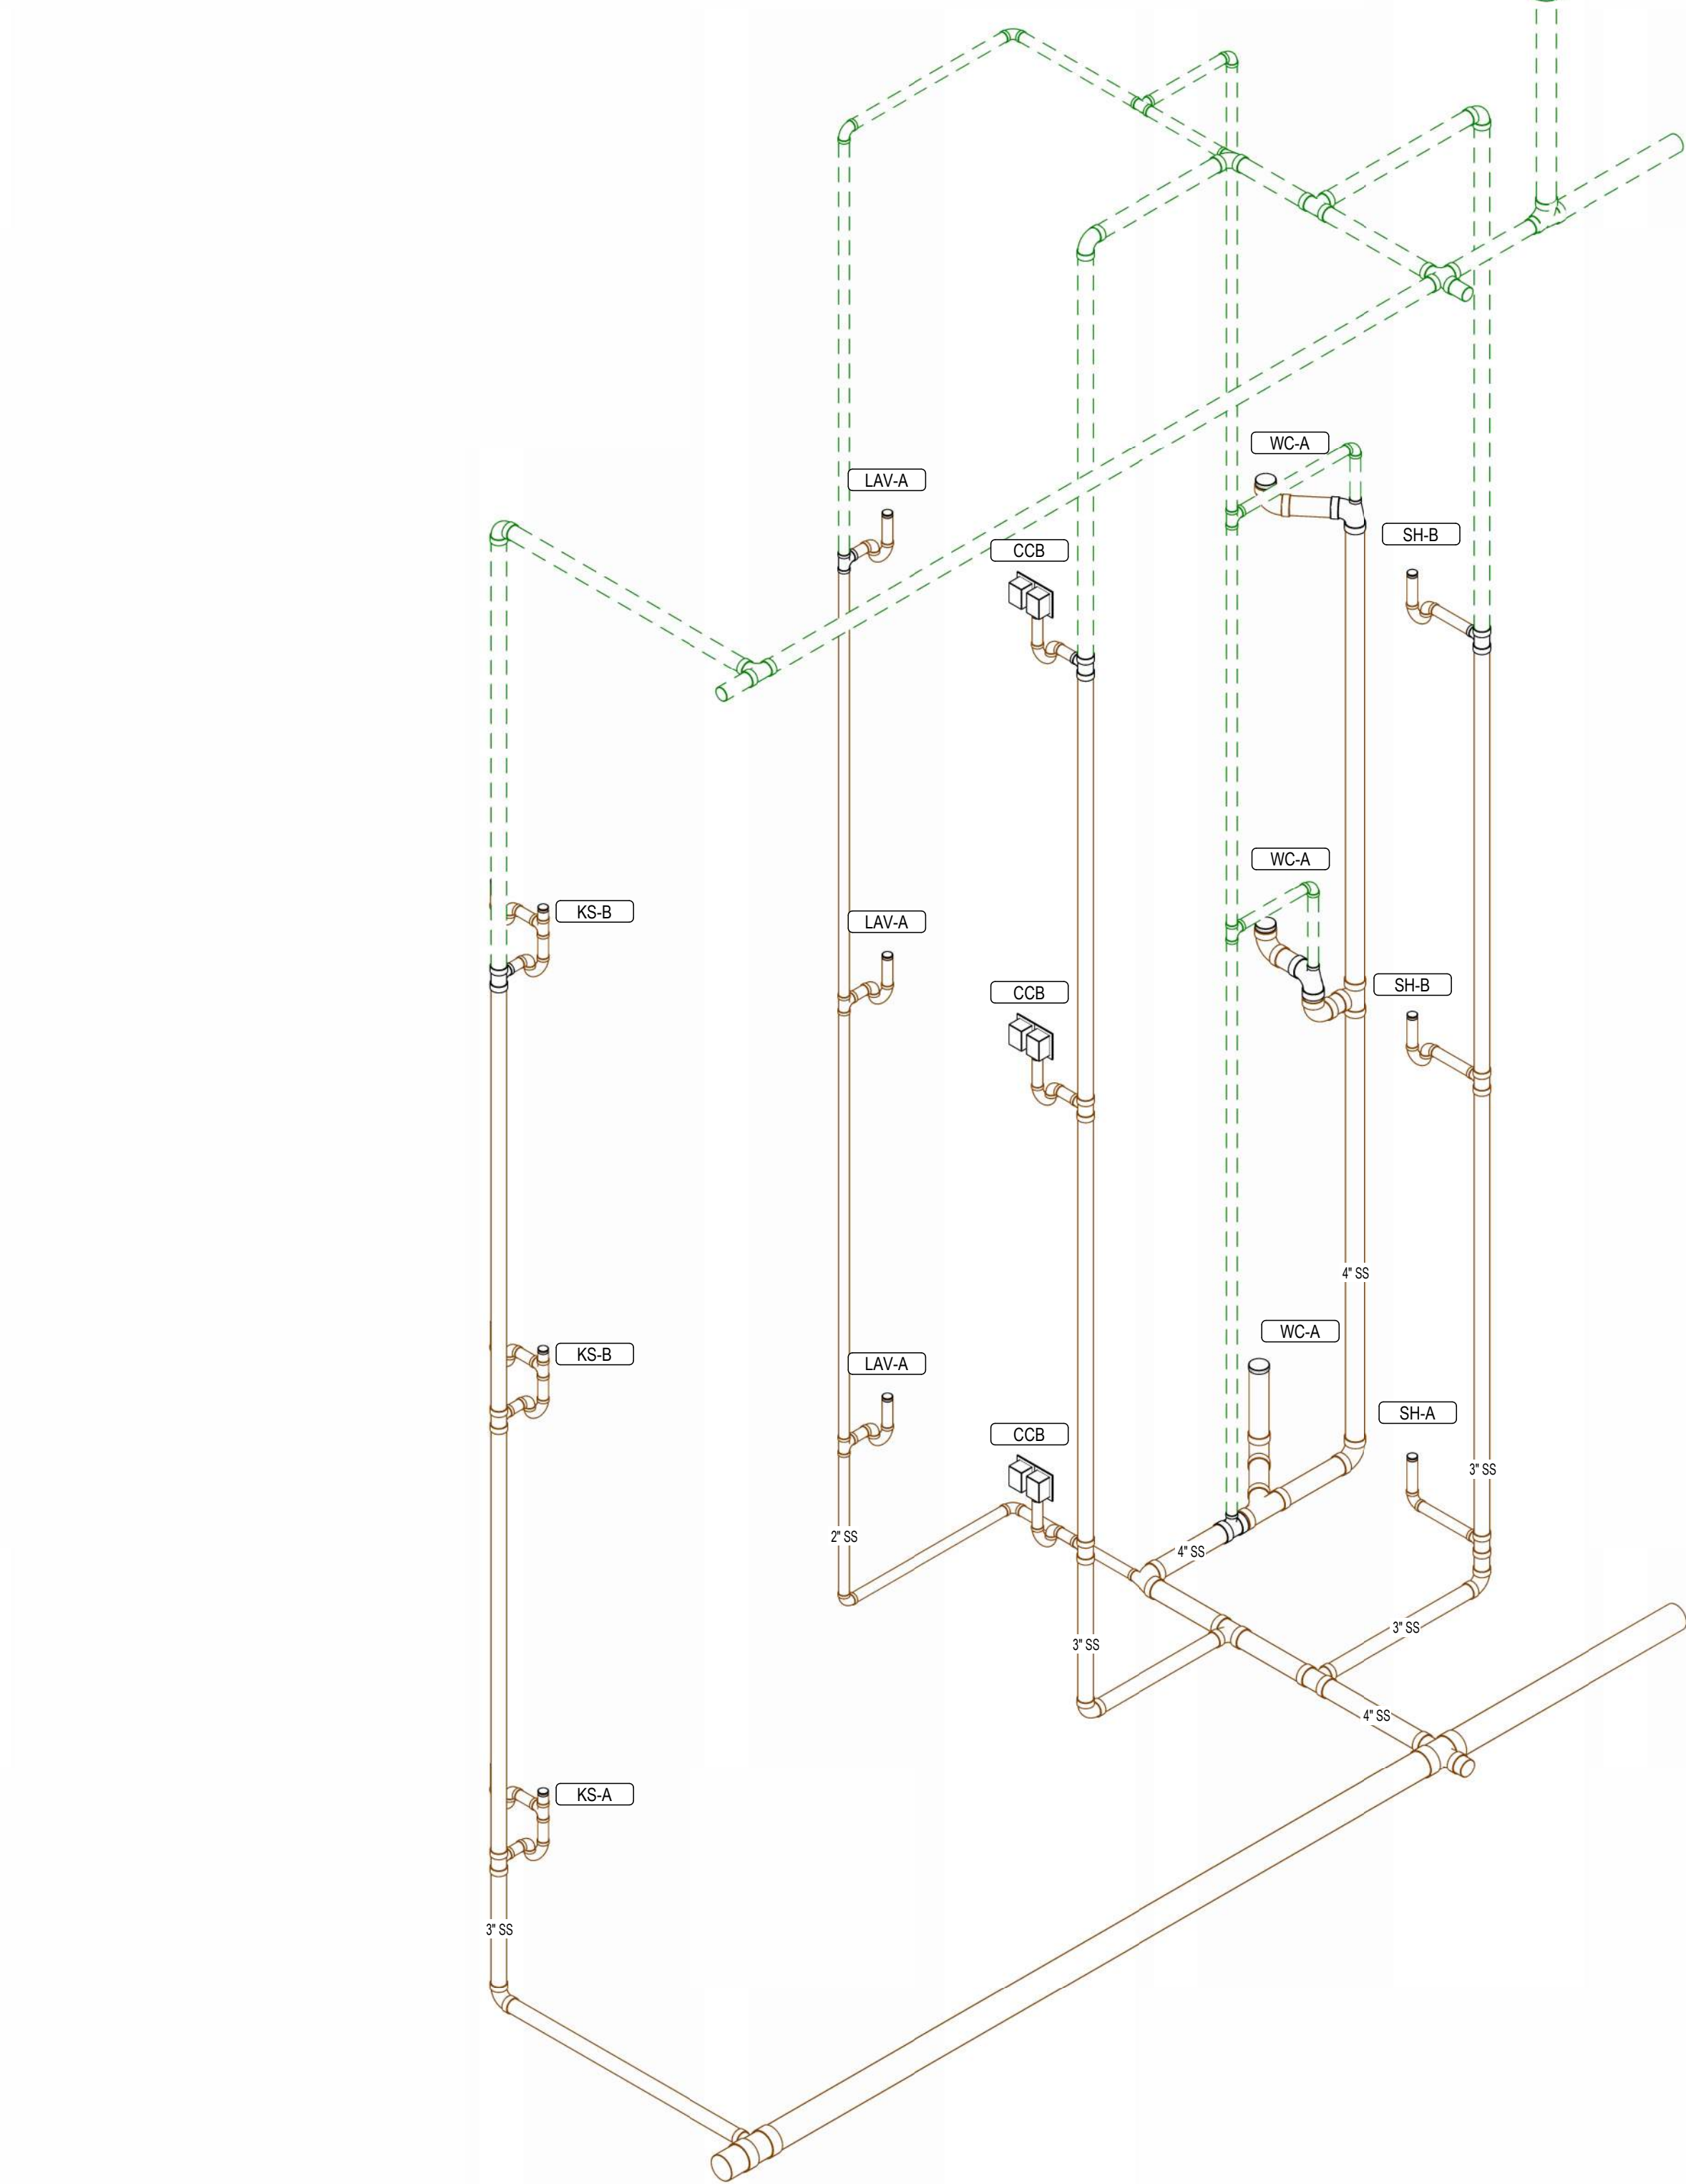 WC-A
LAV-A
SH-B
CCB
WC-A
KS-B
LAV-A
SH-B
CCB
4" SS
WC-A
KS-B
LAV-A
SH-A
CCB
3" SS
2" SS
4" SS
3" SS
3" SS
4" SS
KS-A
3" SS